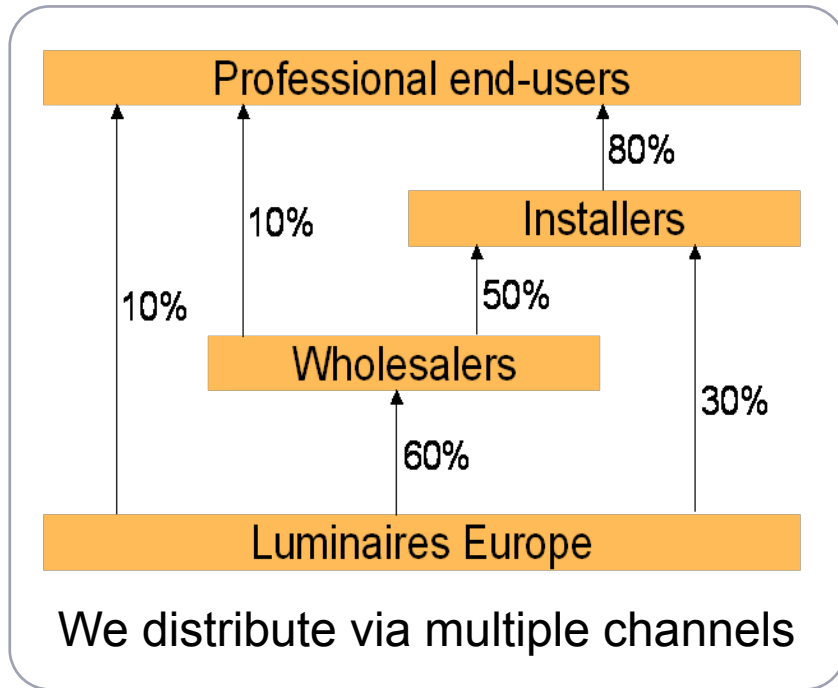 Professional end-users
80%
Installers
10%
50%
10%
Wholesalers
30%
60%
Luminaires Europe
We distribute via multiple channels